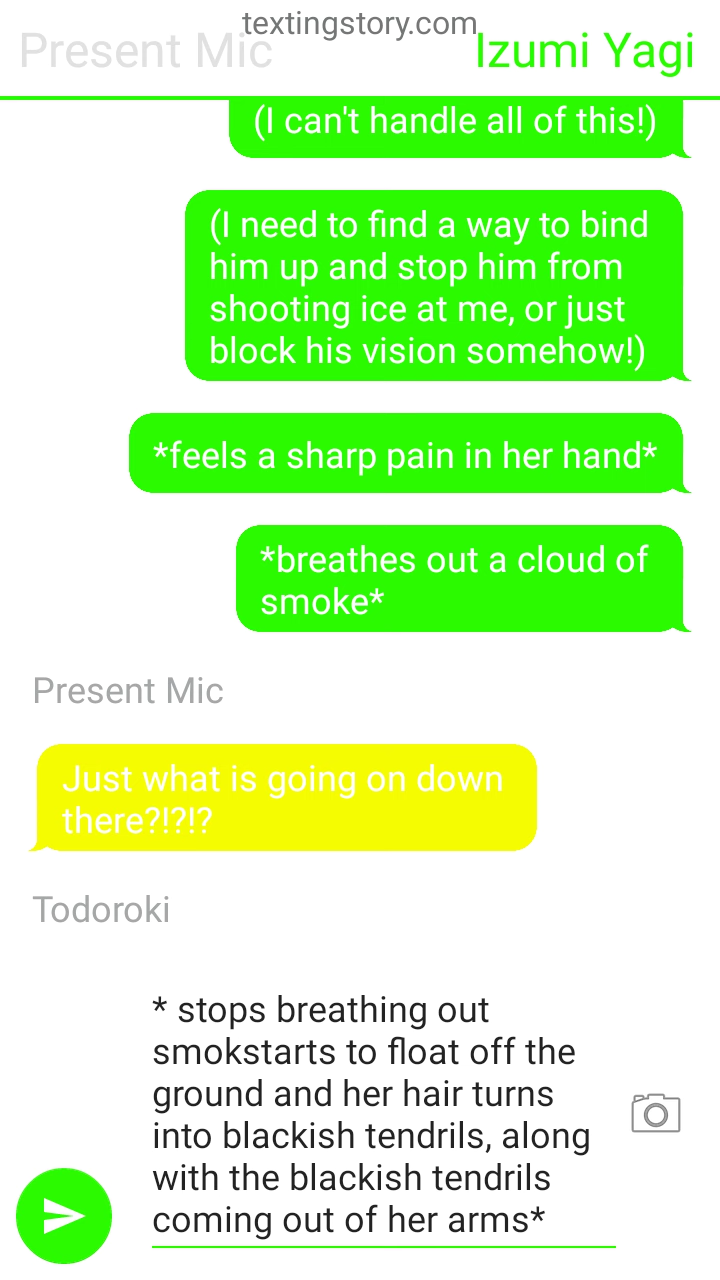 textingstory.com
Present Mic
Izumi Yagi
(I can't handle all of this!)
(I need to find a way to bind
him up and stop him from
shooting ice at me, or just
block his vision somehow!)
*feels a sharp pain in her hand*
*breathes out a cloud of
smoke*
Present Mic
Just what is going on down
there?!?!?
Todoroki
* stops breathing out
smokstarts to float off the
ground and her hair turns
into blackish tendrils, along
with the blackish tendrils
coming out of her arms*